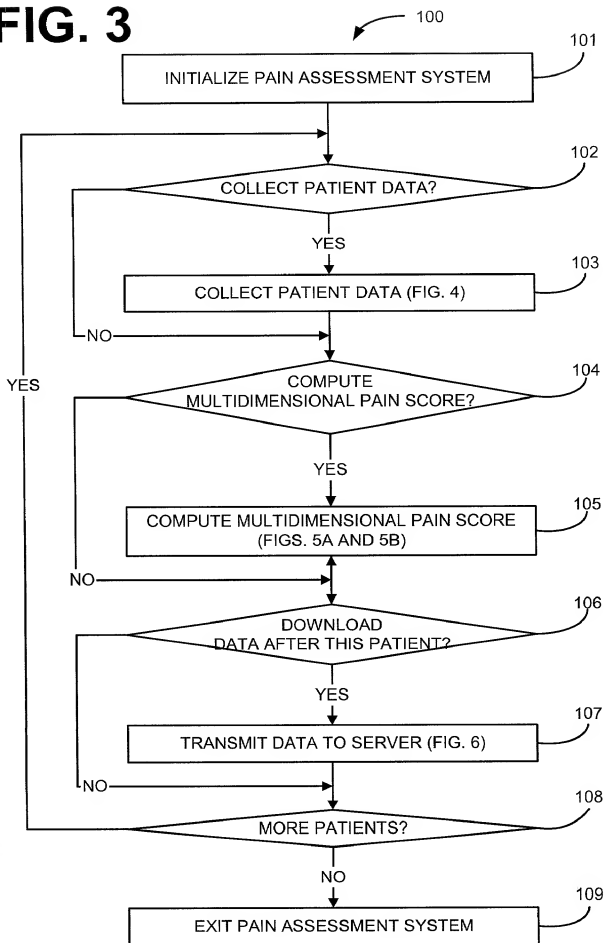 FIG. 3
100
INITIALIZE PAIN ASSESSMENT SYSTEM
101
COLLECT PATIENT DATA?
102
YES
COLLECT PATIENT DATA (FIG. 4)
103
NO
COMPUTE
MULTIDIMENSIONAL PAIN SCORE?
104
YES
YES
COMPUTE MULTIDIMENSIONAL PAIN SCORE
(FIGS. 5A AND 5B)
105
NO
DOWNLOAD
DATA AFTER THIS PATIENT?
106
YES
TRANSMIT DATA TO SERVER (FIG. 6)
107
NO
MORE PATIENTS?
108
NO
EXIT PAIN ASSESSMENT SYSTEM
109